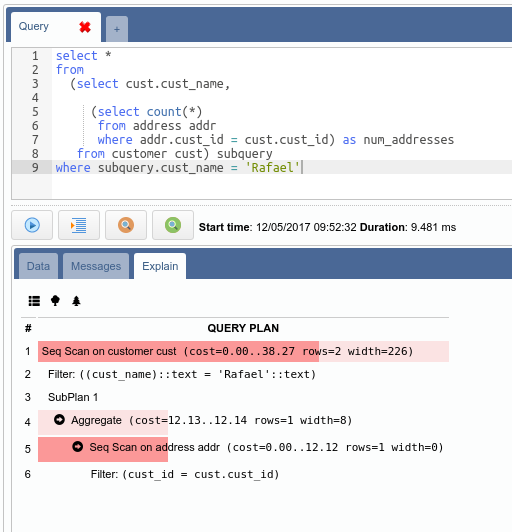 Query
+
1 select *
2 from
3 (select cust.cust_name,
4
5 (select count(*)
6 from address addr
7 where addr.cust_id = cust.cust_id) as num_addresses
8 from customer cust) subquery
9 where subquery.cust_name = 'Rafael'
Start time: 12/05/2017 09:52:32 Duration: 9.481 ms
Data Messages Explain
# QUERY PLAN
1 Seq Scan on customer cust (cost=0.00..38.27 rows=2 width=226)
2 Filter: ((cust_name)::text = 'Rafael'::text)
3 SubPlan 1
4 Aggregate (cost=12.13..12.14 rows=1 width=8)
5 Seq Scan on address addr (cost=0.00..12.12 rows=1 width=0)
6 Filter: (cust_id = cust.cust_id)